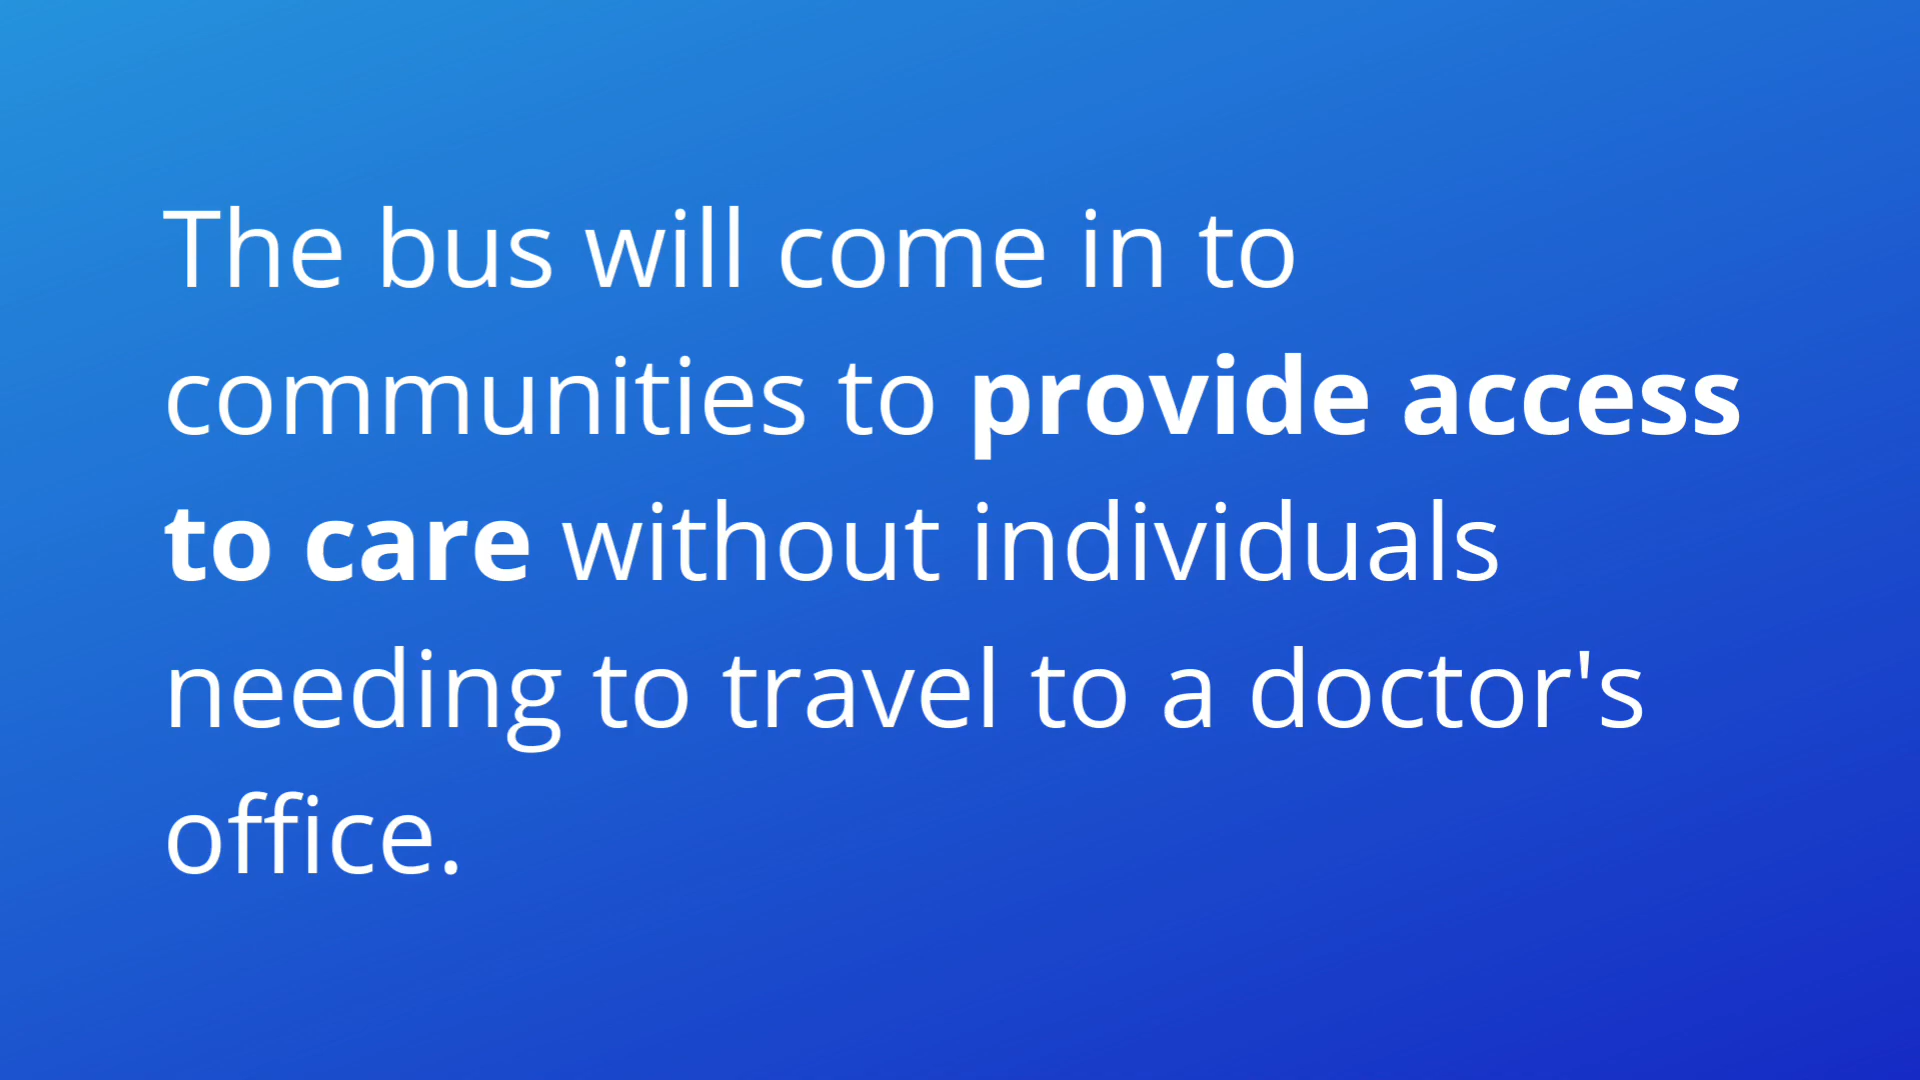 The bus will come in to
communities to provide access
to care without individuals
needing to travel to a doctor's
office.